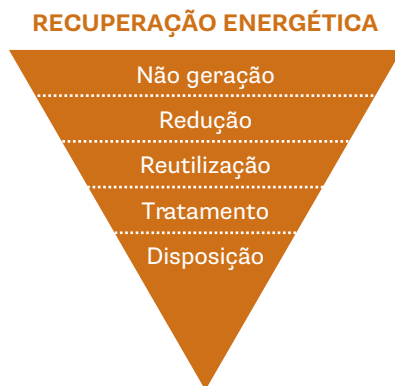 RECUPERAÇÃO ENERGÉTICA
Não geração
Redução
Reutilização
Tratamento
Disposição